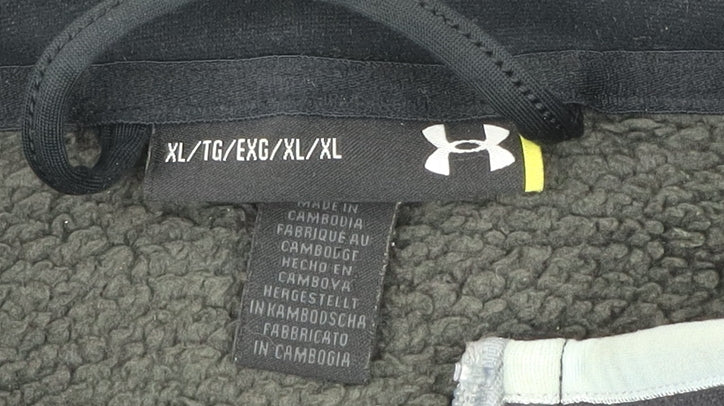 XL/TG/EXG/XL/XL
MADE IN
CAMBODIA
FABRIQUÉ AU
CAMBODGE
HECHO EN
CAMBOYA
HERGESTELLT
IN KAMBODSCHA
FABBRICATO
IN CAMBOGIA